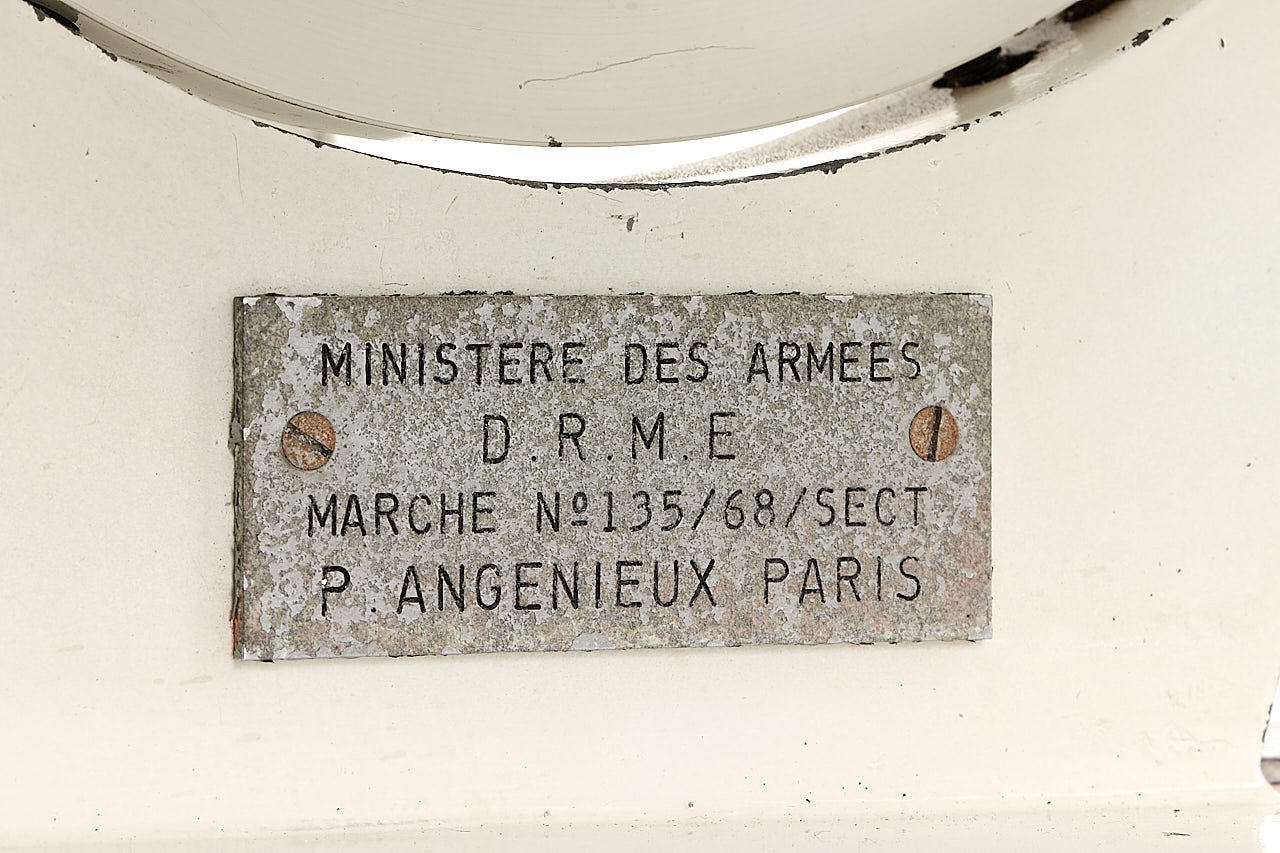 MINISTERE DES ARMEES
D.R.M.E
MARCHE Nº135/68/SECT
P. ANGENIEUX PARIS